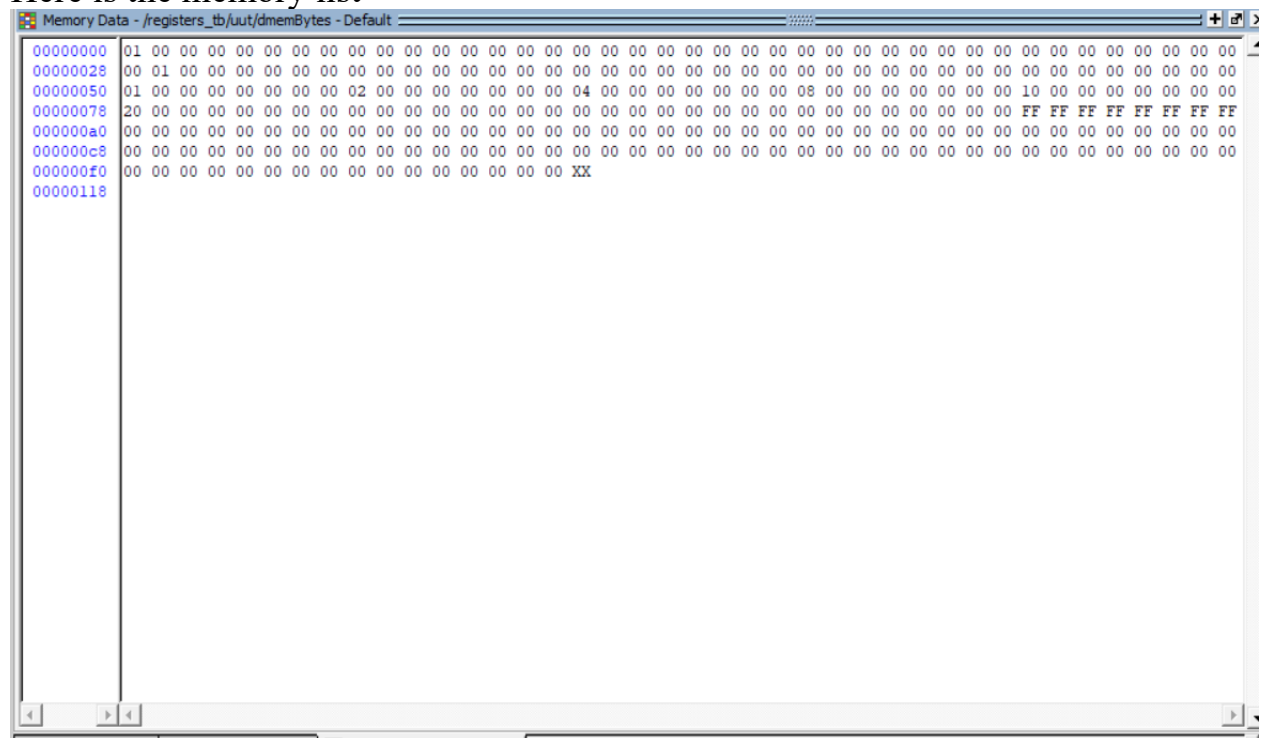 Here is the memory list
Memory Data - /registers_tb/uut/dmemBytes - Default
00000000 01 00 00 00 00 00 00 00 00 00 00 00 00 00 00 00 00 00 00 00 00 00 00 00 00 00 00 00 00 00 00 00 00 00 00 00 00 00 00 00
00000028 00 01 00 00 00 00 00 00 00 00 00 00 00 00 00 00 00 00 00 00 00 00 00 00 00 00 00 00 00 00 00 00 00 00 00 00 00 00 00 00
00000050 01 00 00 00 00 00 00 00 02 00 00 00 00 00 00 00 04 00 00 00 00 00 00 00 08 00 00 00 00 00 00 00 10 00 00 00 00 00 00 00
00000078 20 00 00 00 00 00 00 00 00 00 00 00 00 00 00 00 00 00 00 00 00 00 00 00 00 00 00 00 00 00 00 00 FF FF FF FF FF FF FF FF
000000a0 00 00 00 00 00 00 00 00 00 00 00 00 00 00 00 00 00 00 00 00 00 00 00 00 00 00 00 00 00 00 00 00 00 00 00 00 00 00 00 00
000000c8 00 00 00 00 00 00 00 00 00 00 00 00 00 00 00 00 00 00 00 00 00 00 00 00 00 00 00 00 00 00 00 00 00 00 00 00 00 00 00 00
000000f0 00 00 00 00 00 00 00 00 00 00 00 00 00 00 00 00 XX
00000118